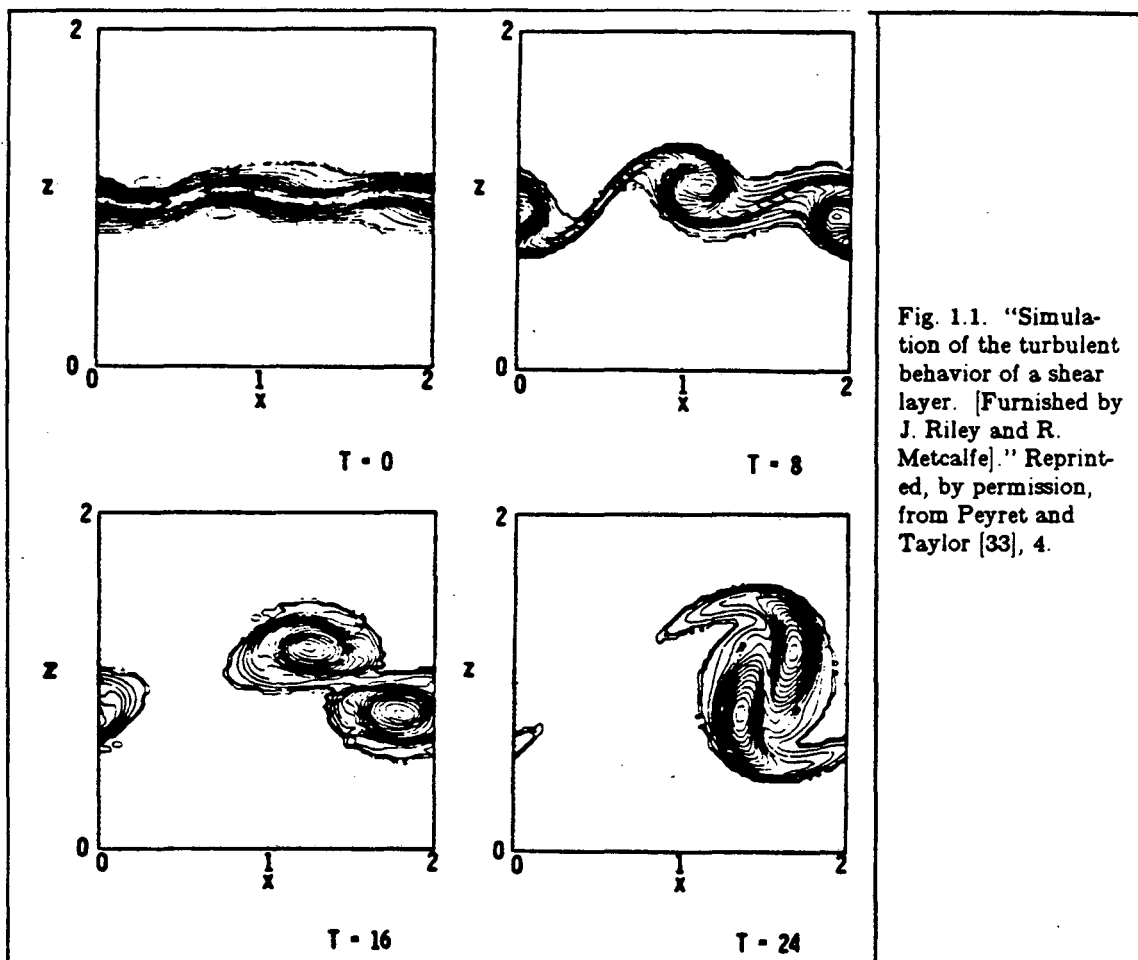 2
Z
0
0
1
2
X
T = 0
2
Z
0
0
1
2
X
T = 8
2
Z
0
0
1
2
X
T = 16
2
Z
0
0
1
2
X
T = 24
Fig. 1.1. “Simula-
tion of the turbulent
behavior of a shear
layer. [Furnished by
J. Riley and R.
Metcalfe].” Reprint-
ed, by permission,
from Peyret and
Taylor [33], 4.